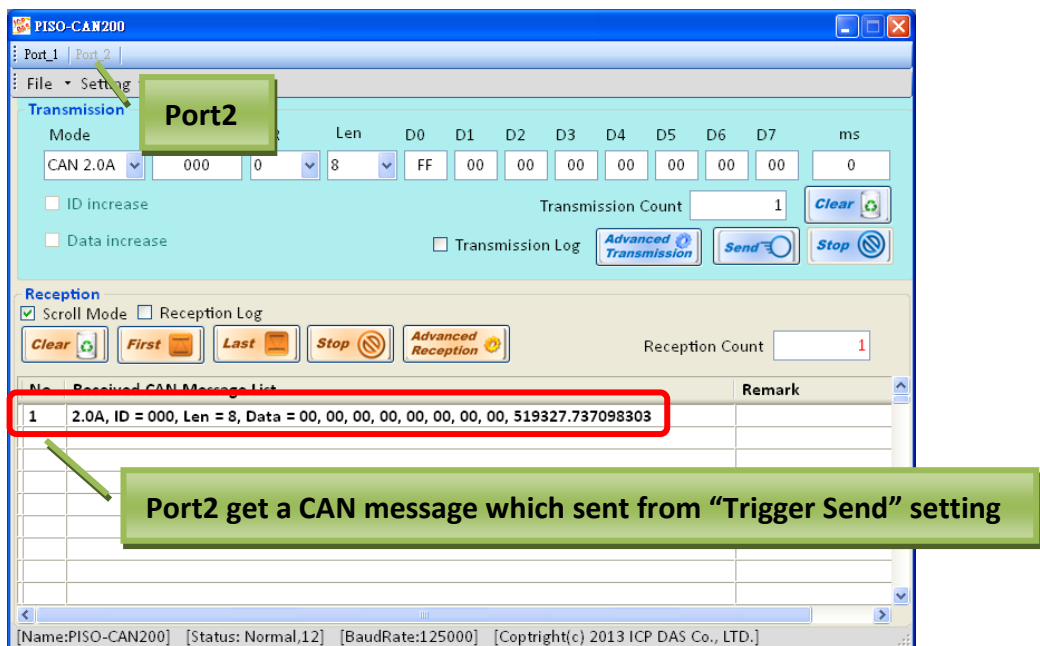 PISO-CAN200
Port_1 Port_2
File Setting
Port2
Transmission
Mode Len D0 D1 D2 D3 D4 D5 D6 D7 ms
CAN 2.0A 000 0 8 FF 00 00 00 00 00 00 00 0
ID increase Transmission Count 1 Clear
Data increase Transmission Log Advanced Transmission Send Stop
Reception
Scroll Mode Reception Log
Clear First Last Stop Advanced Reception Reception Count 1
No Received CAN Message List Remark
1 2.0A, ID = 000, Len = 8, Data = 00, 00, 00, 00, 00, 00, 00, 00, 519327.737098303
Port2 get a CAN message which sent from “Trigger Send” setting
[Name:PISO-CAN200] [Status: Normal,12] [BaudRate:125000] [Coptright(c) 2013 ICP DAS Co., LTD.]